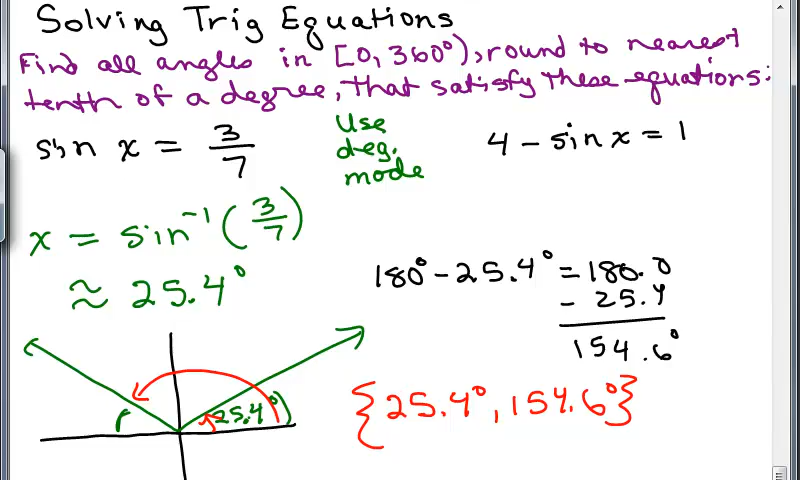 Solving Trig Equations
Find all angles in [0, 360°), round to nearest
tenth of a degree, that satisfy these equations:
sin x = 3/7
Use
deg.
mode
4 - sin x = 1
x = sin⁻¹ (3/7)
≈ 25.4°
180° - 25.4° = 180.0
- 25.4
154.6°
25.4°
{25.4°, 154.6°}